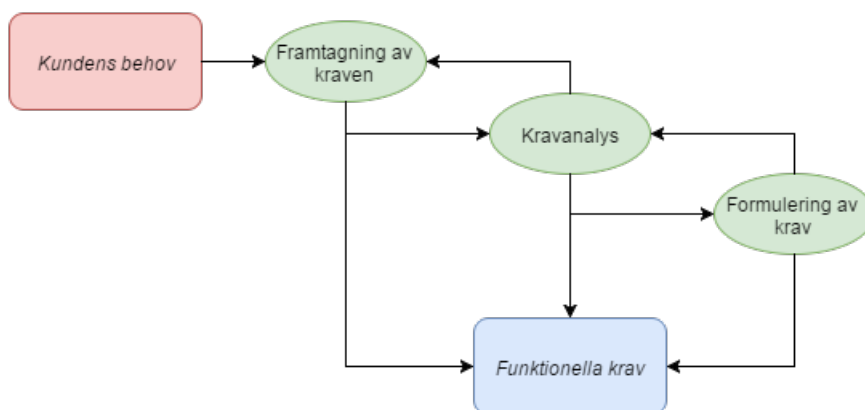 Kundens behov
Framtagning av
kraven
Kravanalys
Formulering av
krav
Funktionella krav